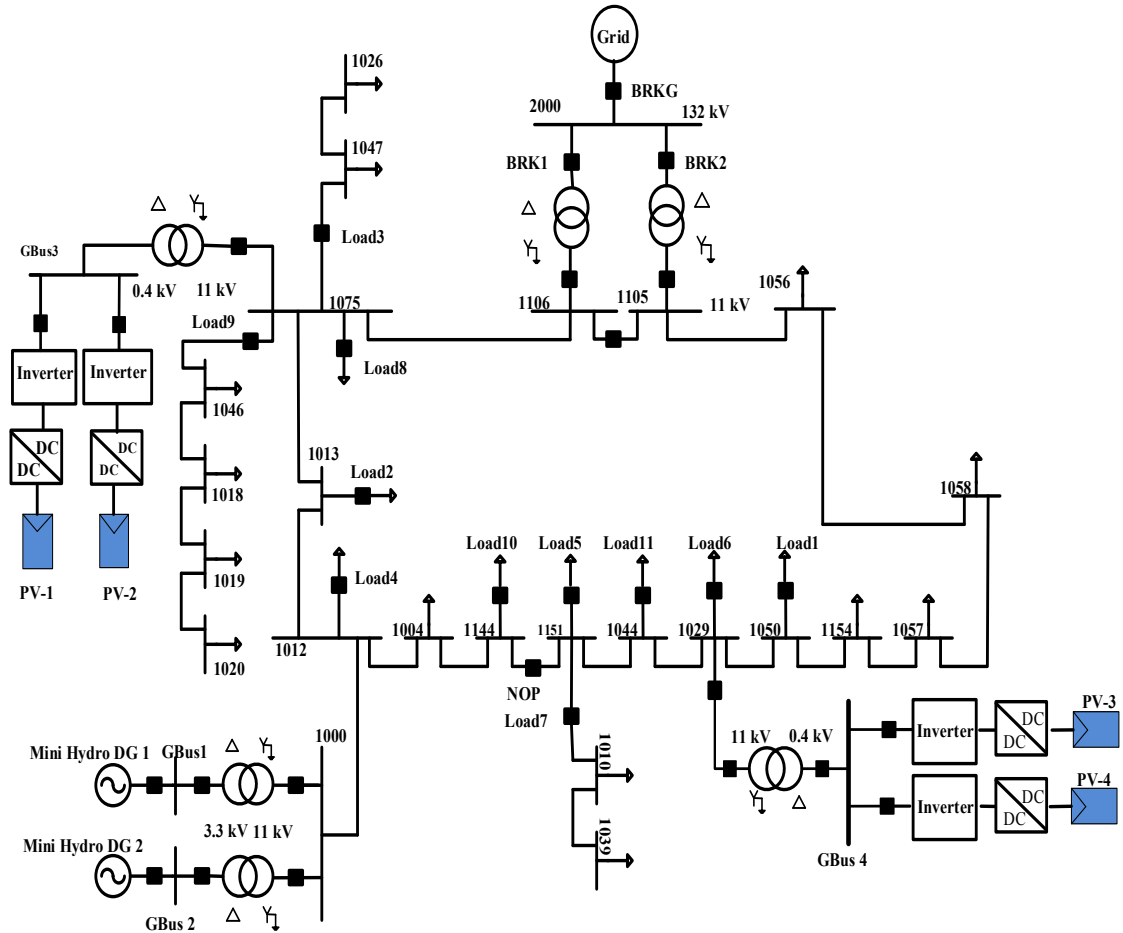 Grid
1026
BRKG
2000
132 kV
1047
BRK1
BRK2
Δ
Y
Δ
Δ
Load3
Y
Y
GBus3
1056
0.4 kV
11 kV
1075
1106
1105
11 kV
Load9
Inverter
Inverter
Load8
1046
DC
DC
DC
DC
1013
Load2
1018
1058
PV-1
PV-2
1019
Load10
Load5
Load11
Load6
Load1
Load4
1004
1144
1151
1044
1029
1050
1154
1057
1012
1020
NOP
Load7
PV-3
Inverter
DC
DC
1000
Mini Hydro DG 1
GBus1
Δ
Y
11 kV
0.4 kV
1010
Y
Δ
PV-4
Inverter
DC
DC
3.3 kV
11 kV
Mini Hydro DG 2
1039
GBus 4
GBus 2
Δ
Y